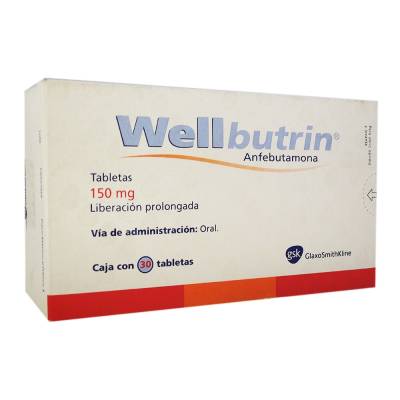 Wellbutrin®
Anfebutamona
Tabletas
150 mg
Liberación prolongada
Vía de administración: Oral.
Caja con 30 tabletas
gsk GlaxoSmithKline